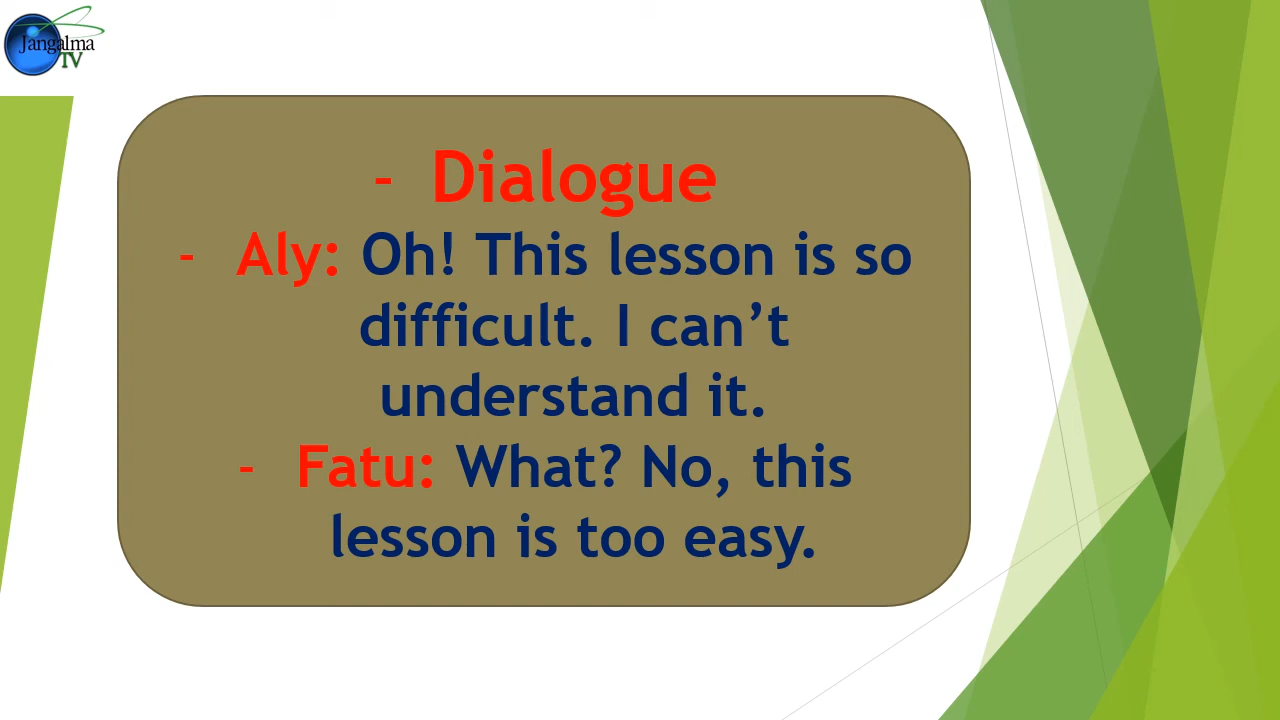 Jangalma
TV
- Dialogue
- Aly: Oh! This lesson is so
difficult. I can’t
understand it.
- Fatu: What? No, this
lesson is too easy.